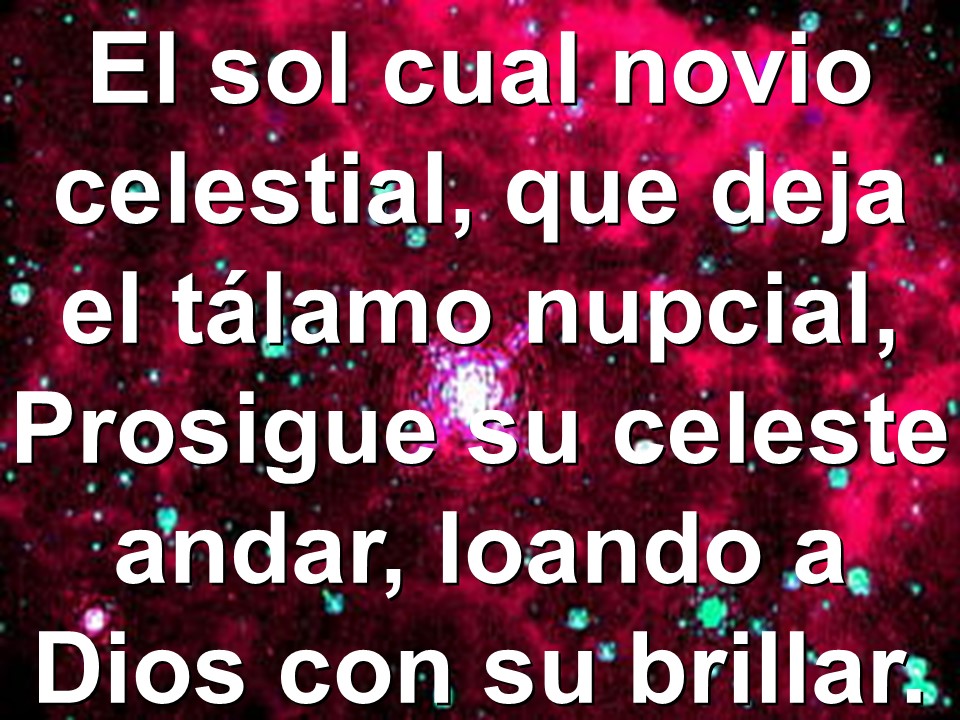 El sol cual novio
celestial, que deja
el tálamo nupcial,
Prosigue su celeste
andar, loando a
Dios con su brillar.